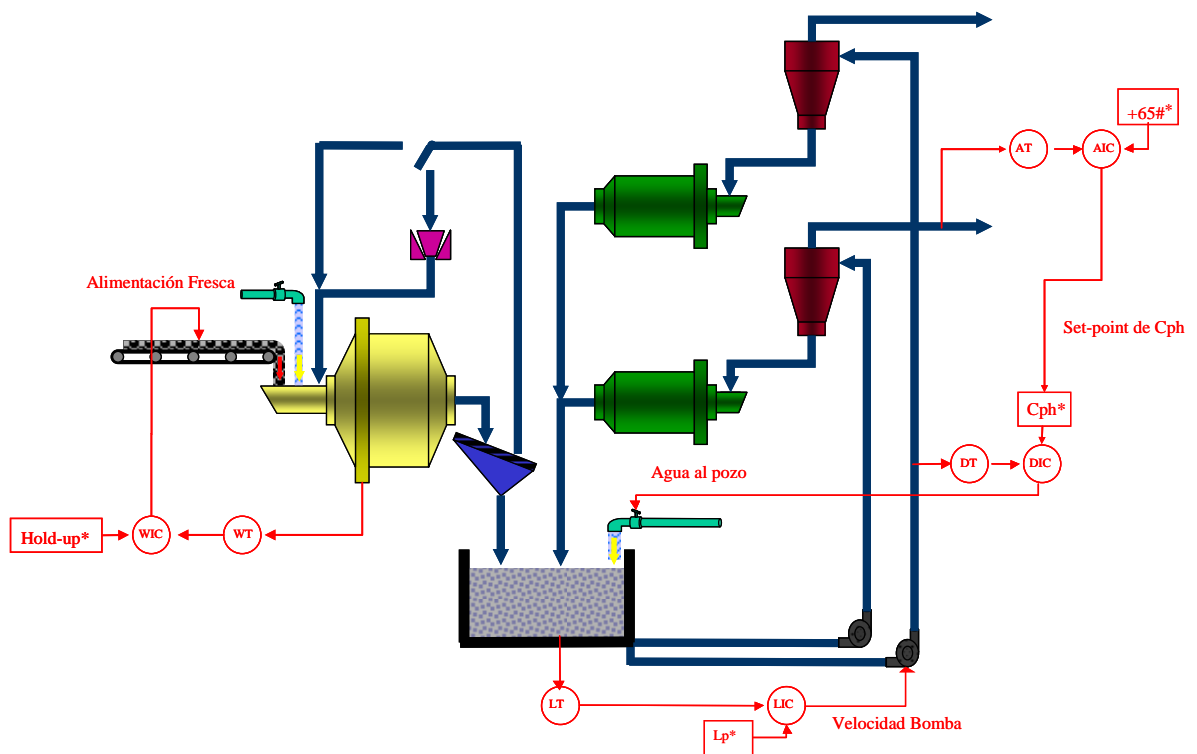 +65#*
AT
AIC
Alimentación Fresca
Set-point de Cph
Cph*
DT
DIC
Agua al pozo
Hold-up*
WIC
WT
LT
LIC
Velocidad Bomba
Lp*